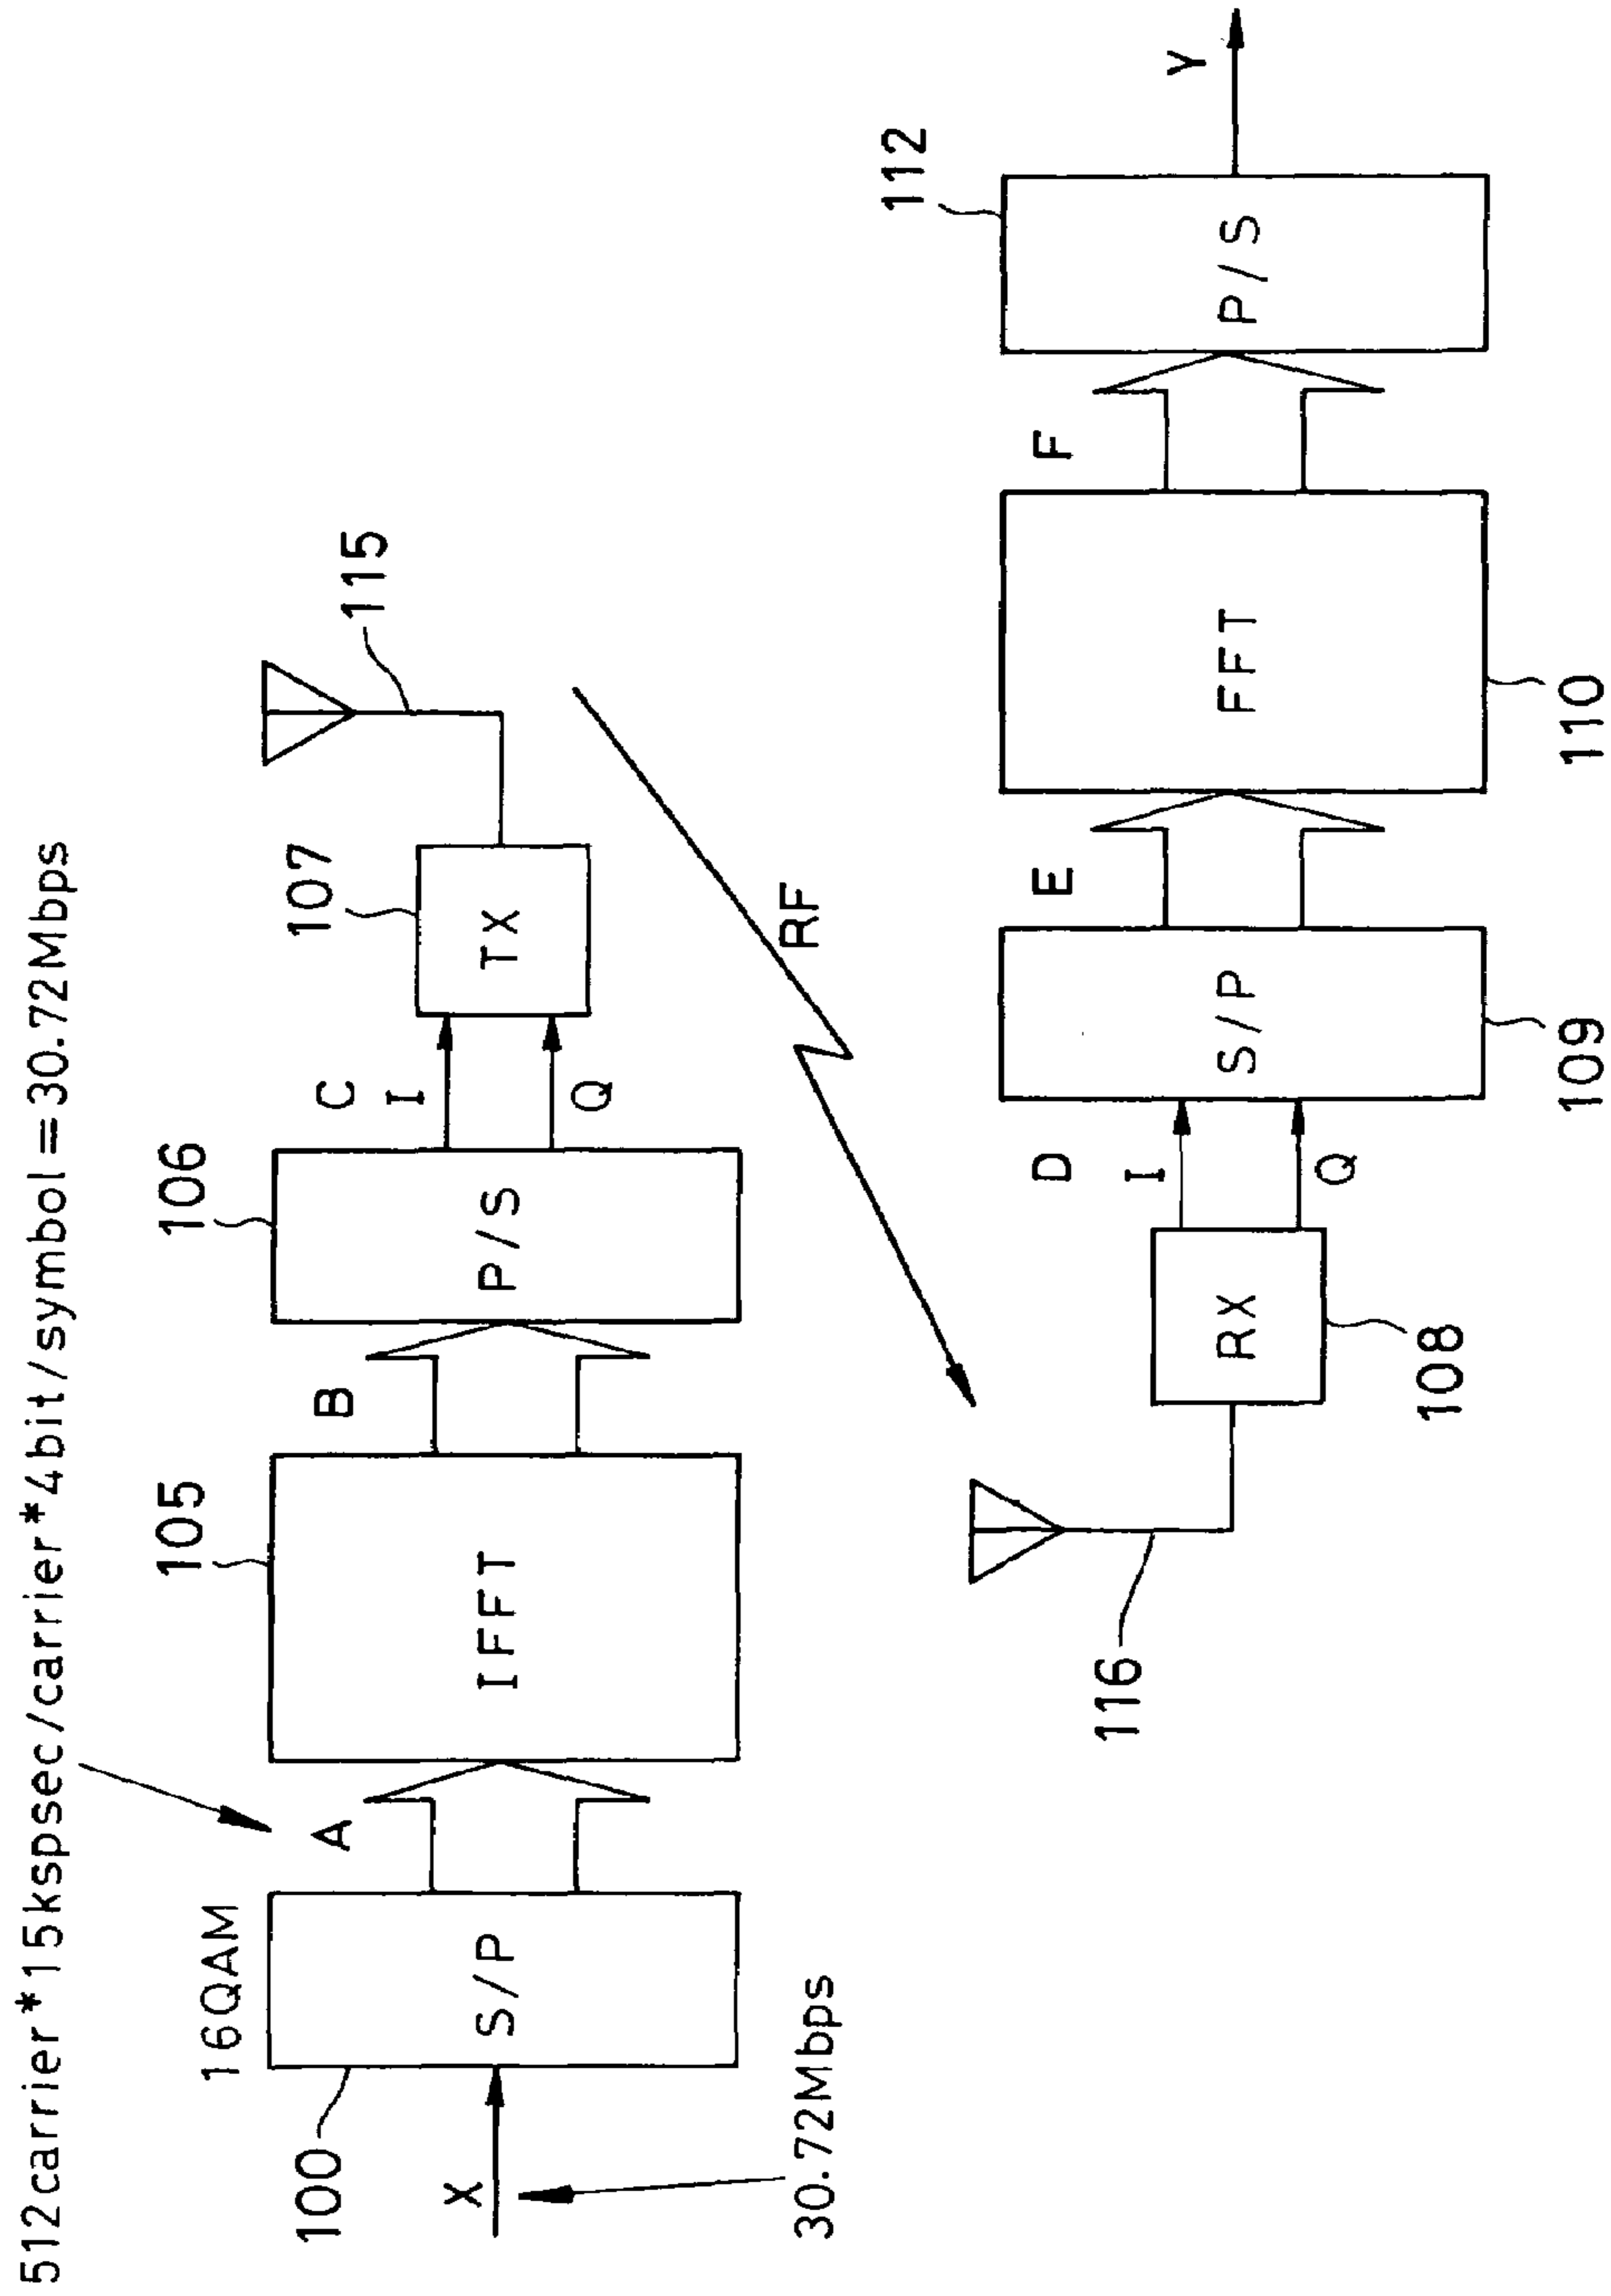 512carrier*15kspsec/carrier*4bit/symbol=30.72Mbps
16QAM
100
X
30.72Mbps
S/P
A
105
IFFT
B
106
P/S
C
I
Q
107
TX
115
RF
116
108
RX
D
I
Q
109
S/P
E
110
FFT
F
112
P/S
Y